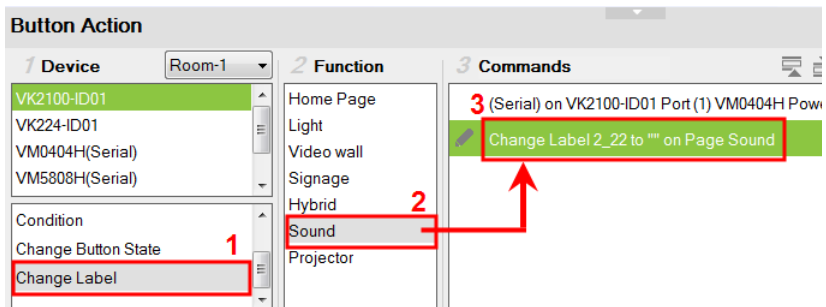 Button Action
1 Device
Room-1
2 Function
3 Commands
VK2100-ID01
VK224-ID01
VM0404H(Serial)
VM5808H(Serial)
Condition
Change Button State
1
Change Label
Home Page
Light
Video wall
Signage
Hybrid
2
Sound
Projector
3
(Serial) on VK2100-ID01 Port (1) VM0404H Powe
Change Label 2_22 to "" on Page Sound